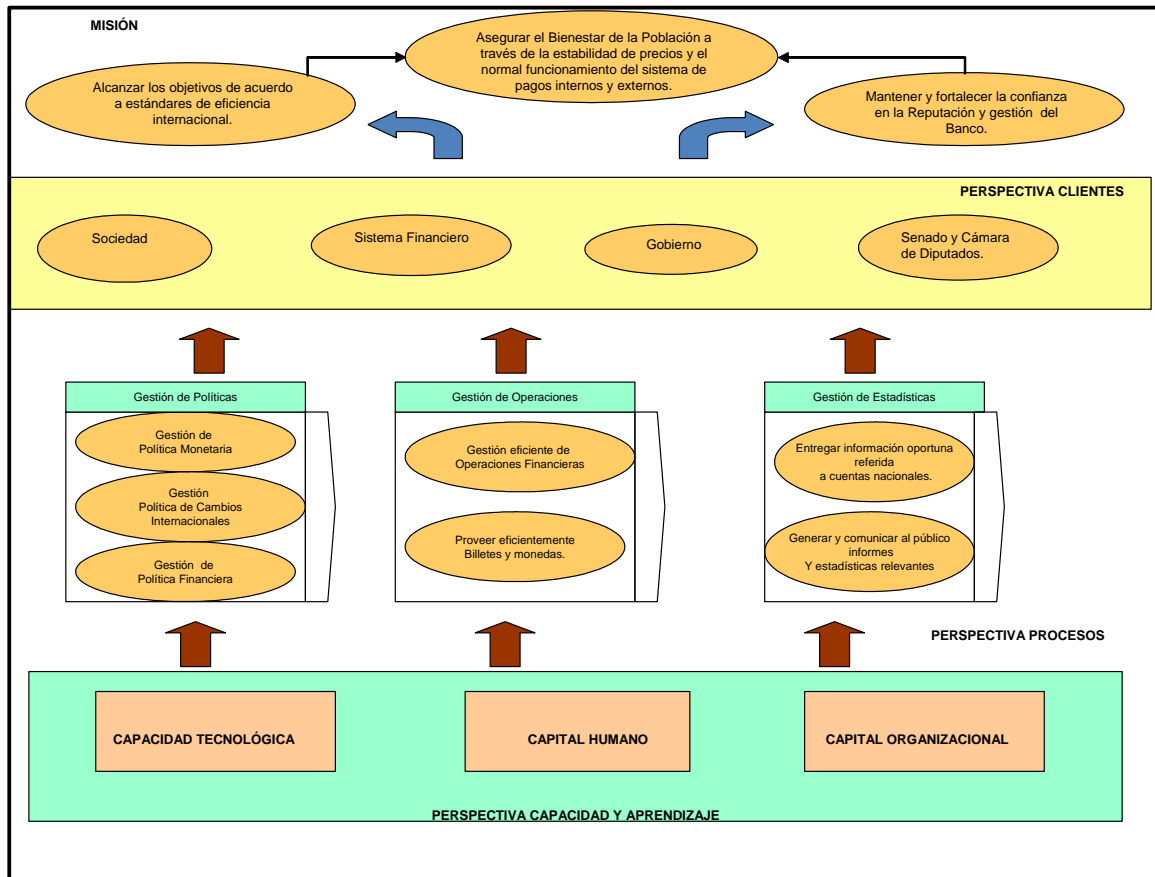 MISIÓN
Asegurar el Bienestar de la Población a
través de la estabilidad de precios y el
normal funcionamiento del sistema de
pagos internos y externos.
Alcanzar los objetivos de acuerdo
a estándares de eficiencia
internacional.
Mantener y fortalecer la confianza
en la Reputación y gestión del
Banco.
PERSPECTIVA CLIENTES
Sociedad
Sistema Financiero
Gobierno
Senado y Cámara
de Diputados.
Gestión de Políticas
Gestión de
Política Monetaria
Gestión
Política de Cambios
Internacionales
Gestión de
Política Financiera
Gestión de Operaciones
Gestión eficiente de
Operaciones Financieras
Proveer eficientemente
Billetes y monedas.
Gestión de Estadísticas
Entregar información oportuna
referida
a cuentas nacionales.
Generar y comunicar al público
informes
Y estadísticas relevantes
PERSPECTIVA PROCESOS
CAPACIDAD TECNOLÓGICA
CAPITAL HUMANO
CAPITAL ORGANIZACIONAL
PERSPECTIVA CAPACIDAD Y APRENDIZAJE